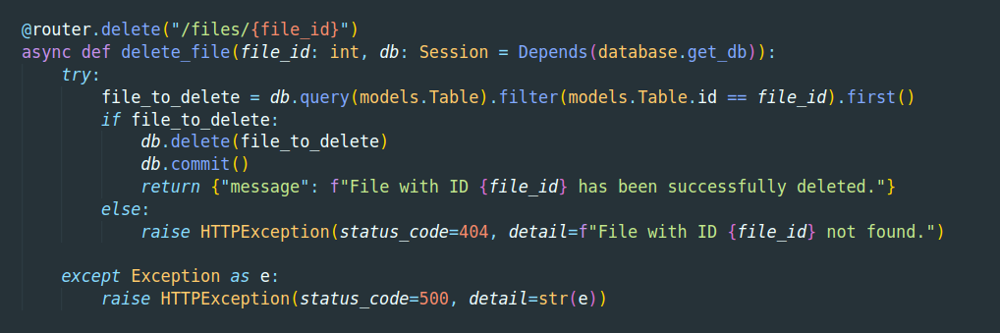 @router.delete("/files/{file_id}")
async def delete_file(file_id: int, db: Session = Depends(database.get_db)):
    try:
        file_to_delete = db.query(models.Table).filter(models.Table.id == file_id).first()
        if file_to_delete:
            db.delete(file_to_delete)
            db.commit()
            return {"message": f"File with ID {file_id} has been successfully deleted."}
        else:
            raise HTTPException(status_code=404, detail=f"File with ID {file_id} not found.")

    except Exception as e:
        raise HTTPException(status_code=500, detail=str(e))